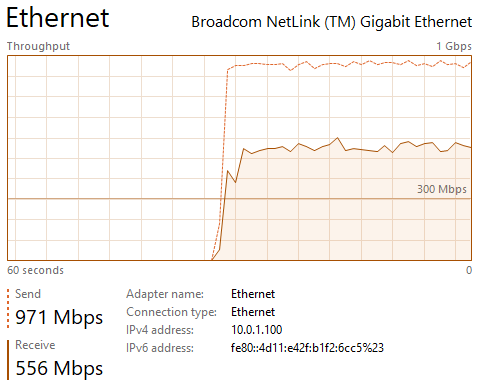 Ethernet
Broadcom NetLink (TM) Gigabit Ethernet
Throughput
1 Gbps
300 Mbps
60 seconds
0
Send
971 Mbps
Receive
556 Mbps
Adapter name: Ethernet
Connection type: Ethernet
IPv4 address: 10.0.1.100
IPv6 address: fe80::4d11:e42f:b1f2:6cc5%23